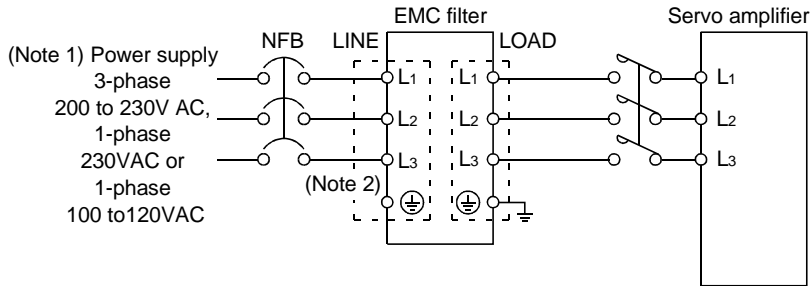 EMC filter
Servo amplifier
NFB
LINE
LOAD
(Note 1) Power supply
3-phase
200 to 230V AC,
1-phase
230VAC or
1-phase
100 to120VAC
L1
L2
L3
(Note 2)
L1
L2
L3
L1
L2
L3